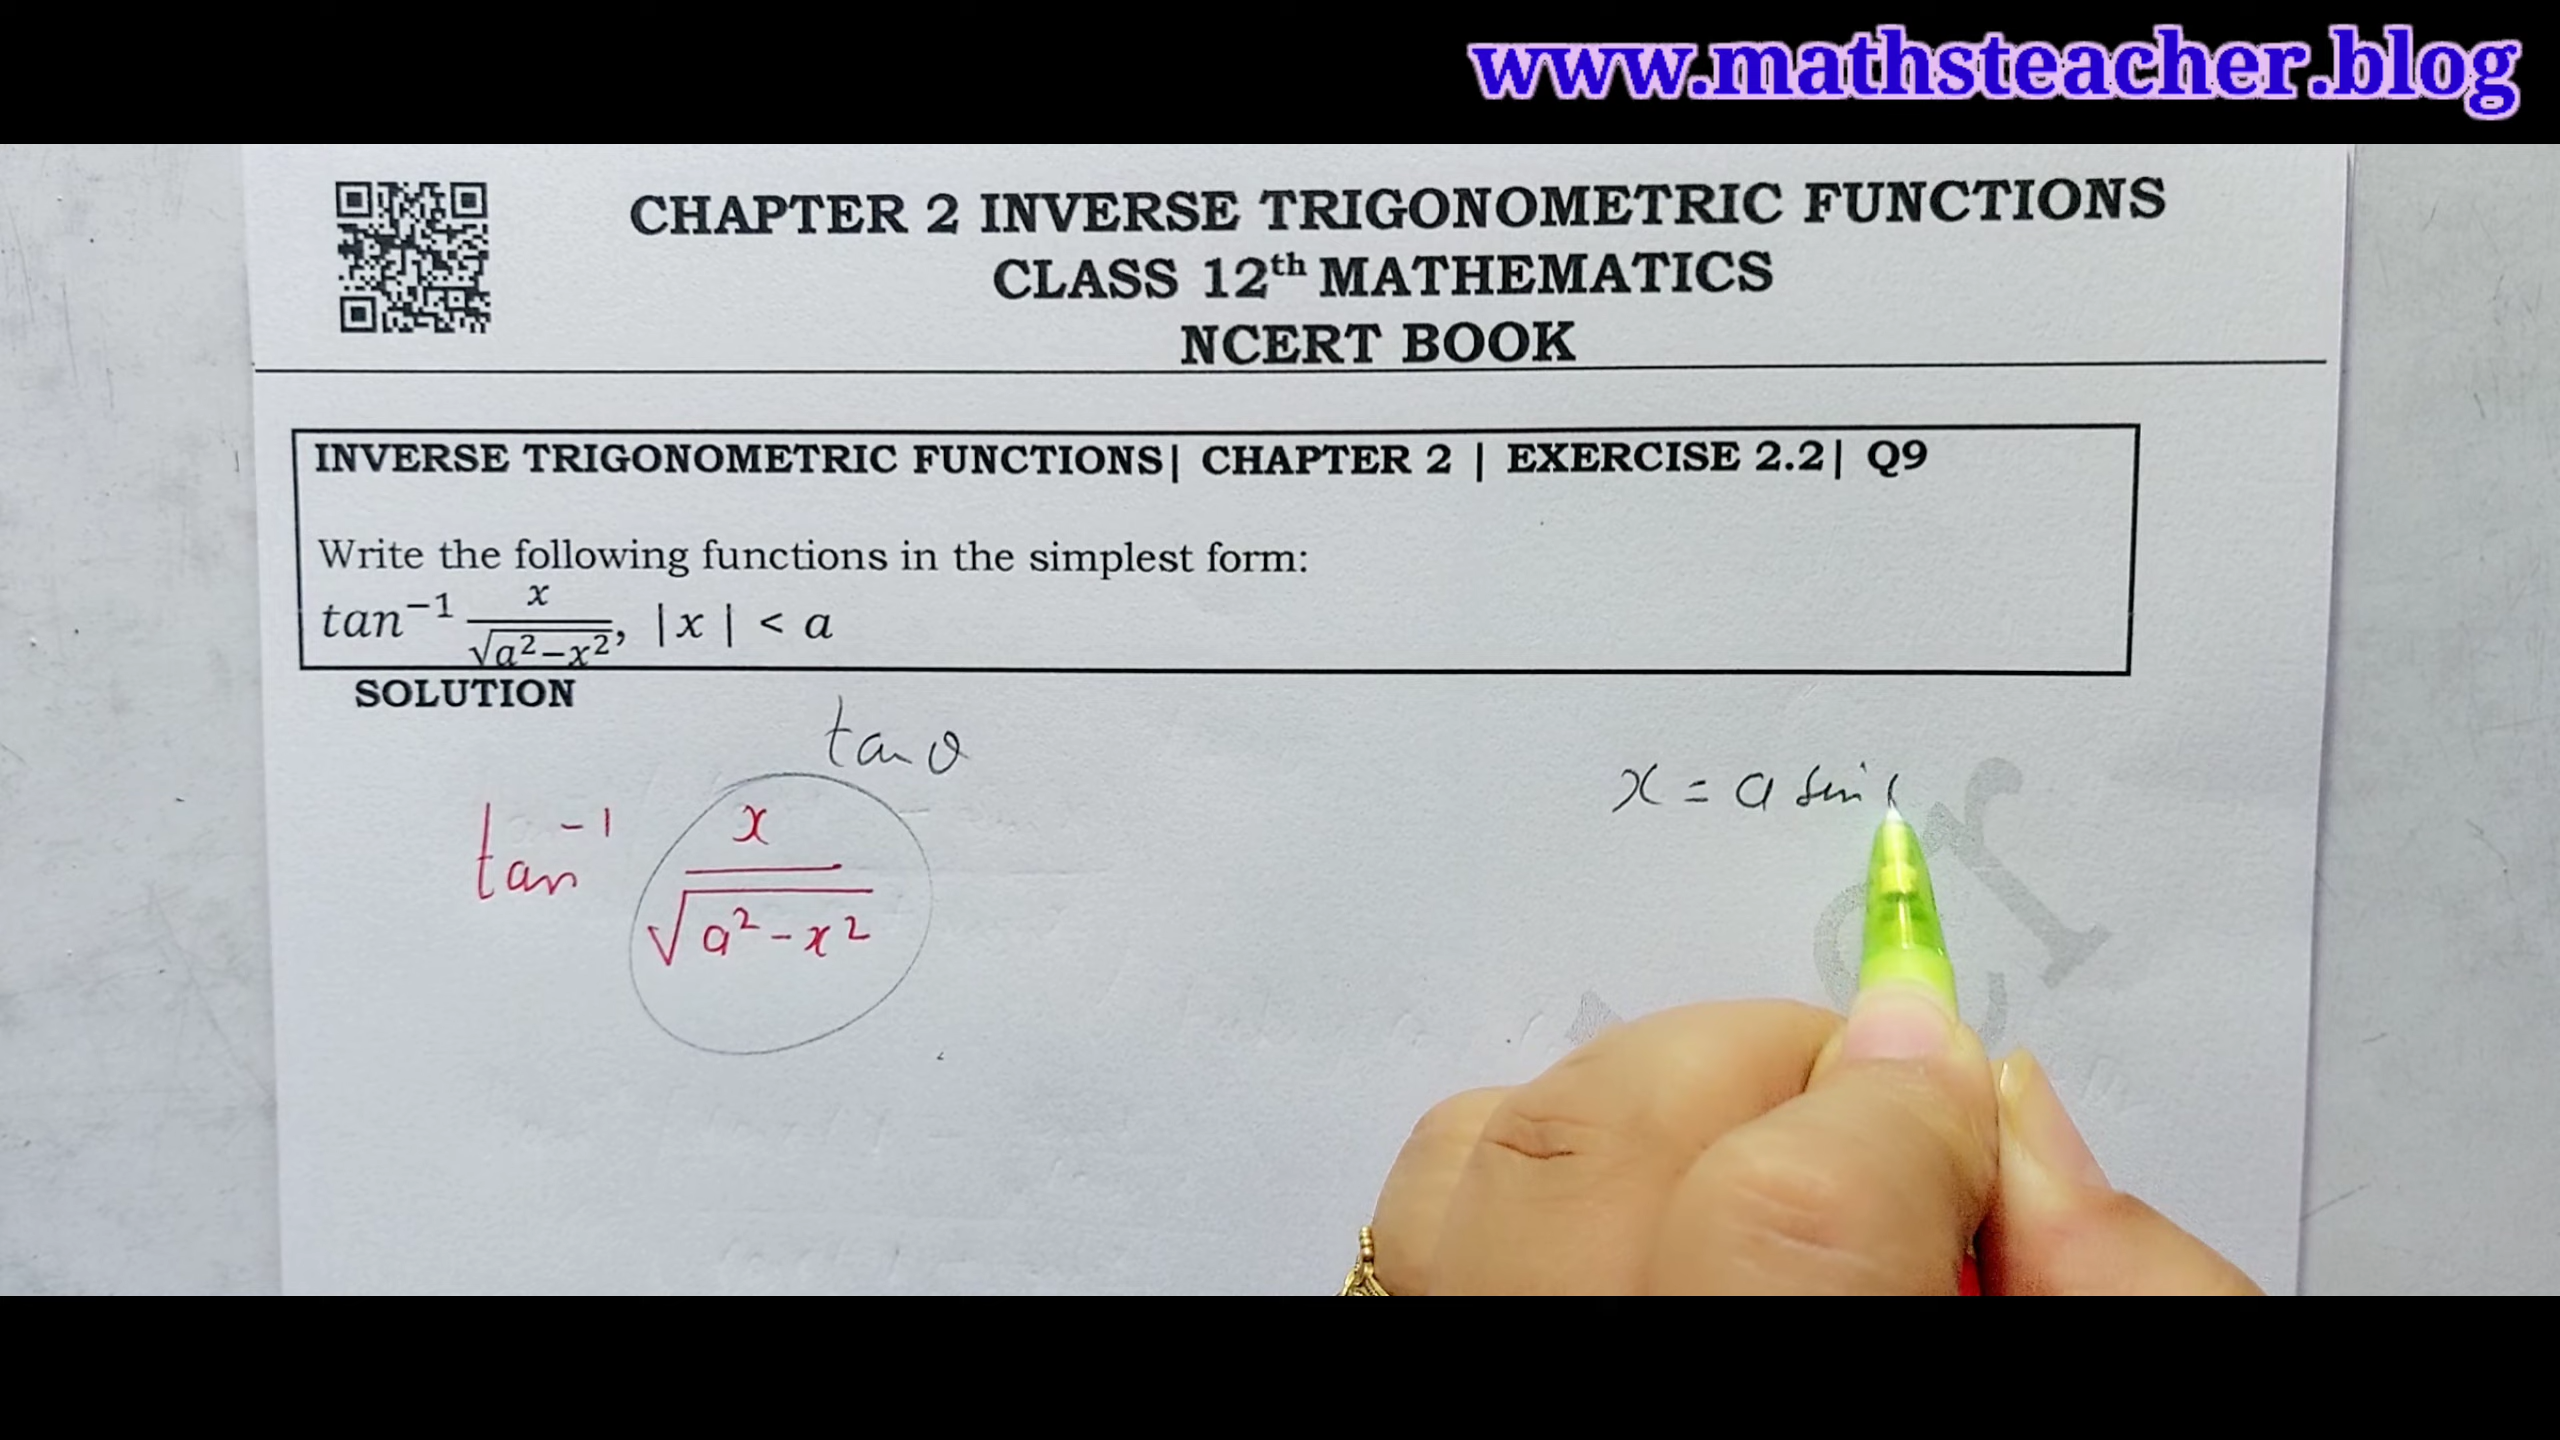 www.mathsteacher.blog
CHAPTER 2 INVERSE TRIGONOMETRIC FUNCTIONS
CLASS 12th MATHEMATICS
NCERT BOOK
INVERSE TRIGONOMETRIC FUNCTIONS| CHAPTER 2 | EXERCISE 2.2| Q9
Write the following functions in the simplest form:
tan⁻¹ x/√(a²−x²), |x| < a
SOLUTION
tan θ
tan⁻¹ x/√(a²-x²)
x = a sin